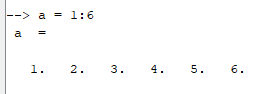 --> a = 1:6
a  =
1.   2.   3.   4.   5.   6.